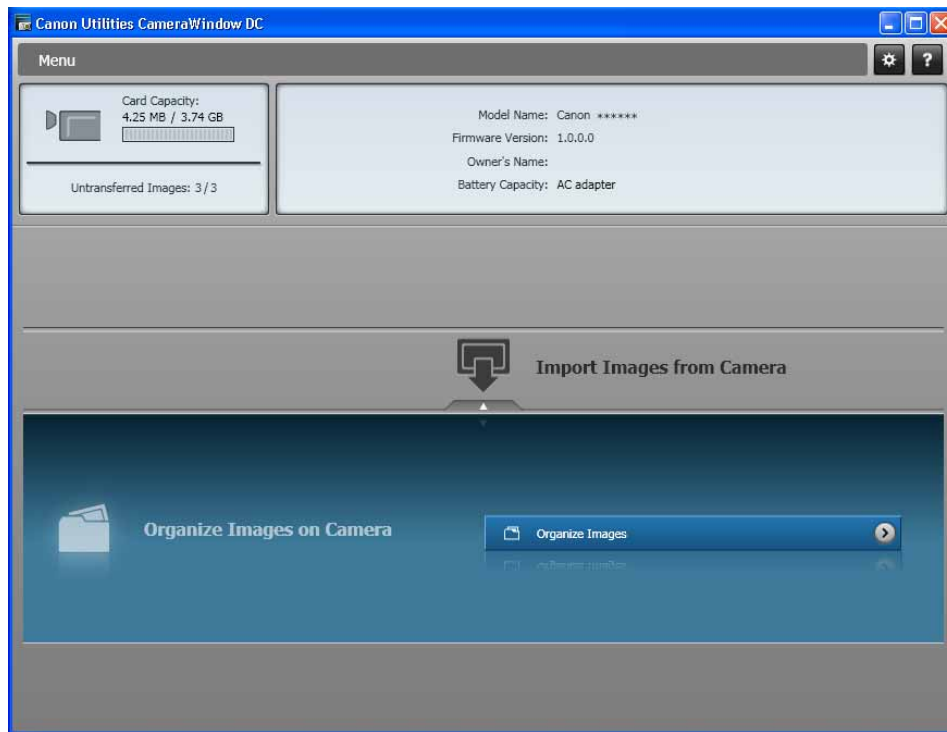 Canon Utilities CameraWindow DC
Menu
?
Card Capacity:
4.25 MB / 3.74 GB
Untransferred Images: 3/3
Model Name: Canon ******
Firmware Version: 1.0.0.0
Owner's Name:
Battery Capacity: AC adapter
Import Images from Camera
Organize Images on Camera
Organize Images